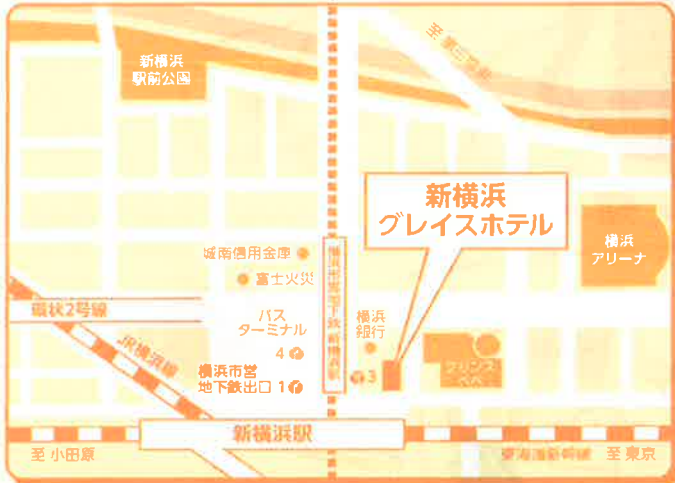 新横浜
駅前公園
至 第三京浜
新横浜
グレイスホテル
横浜
アリーナ
城南信用金庫
富士火災
環状2号線
バス
ターミナル
横浜市営地下鉄 新横浜駅
横浜
銀行
JR横浜線
4
横浜市営
地下鉄出口 1
3
プリンス
ペペ
新横浜駅
至 小田原
東海道新幹線
至 東京